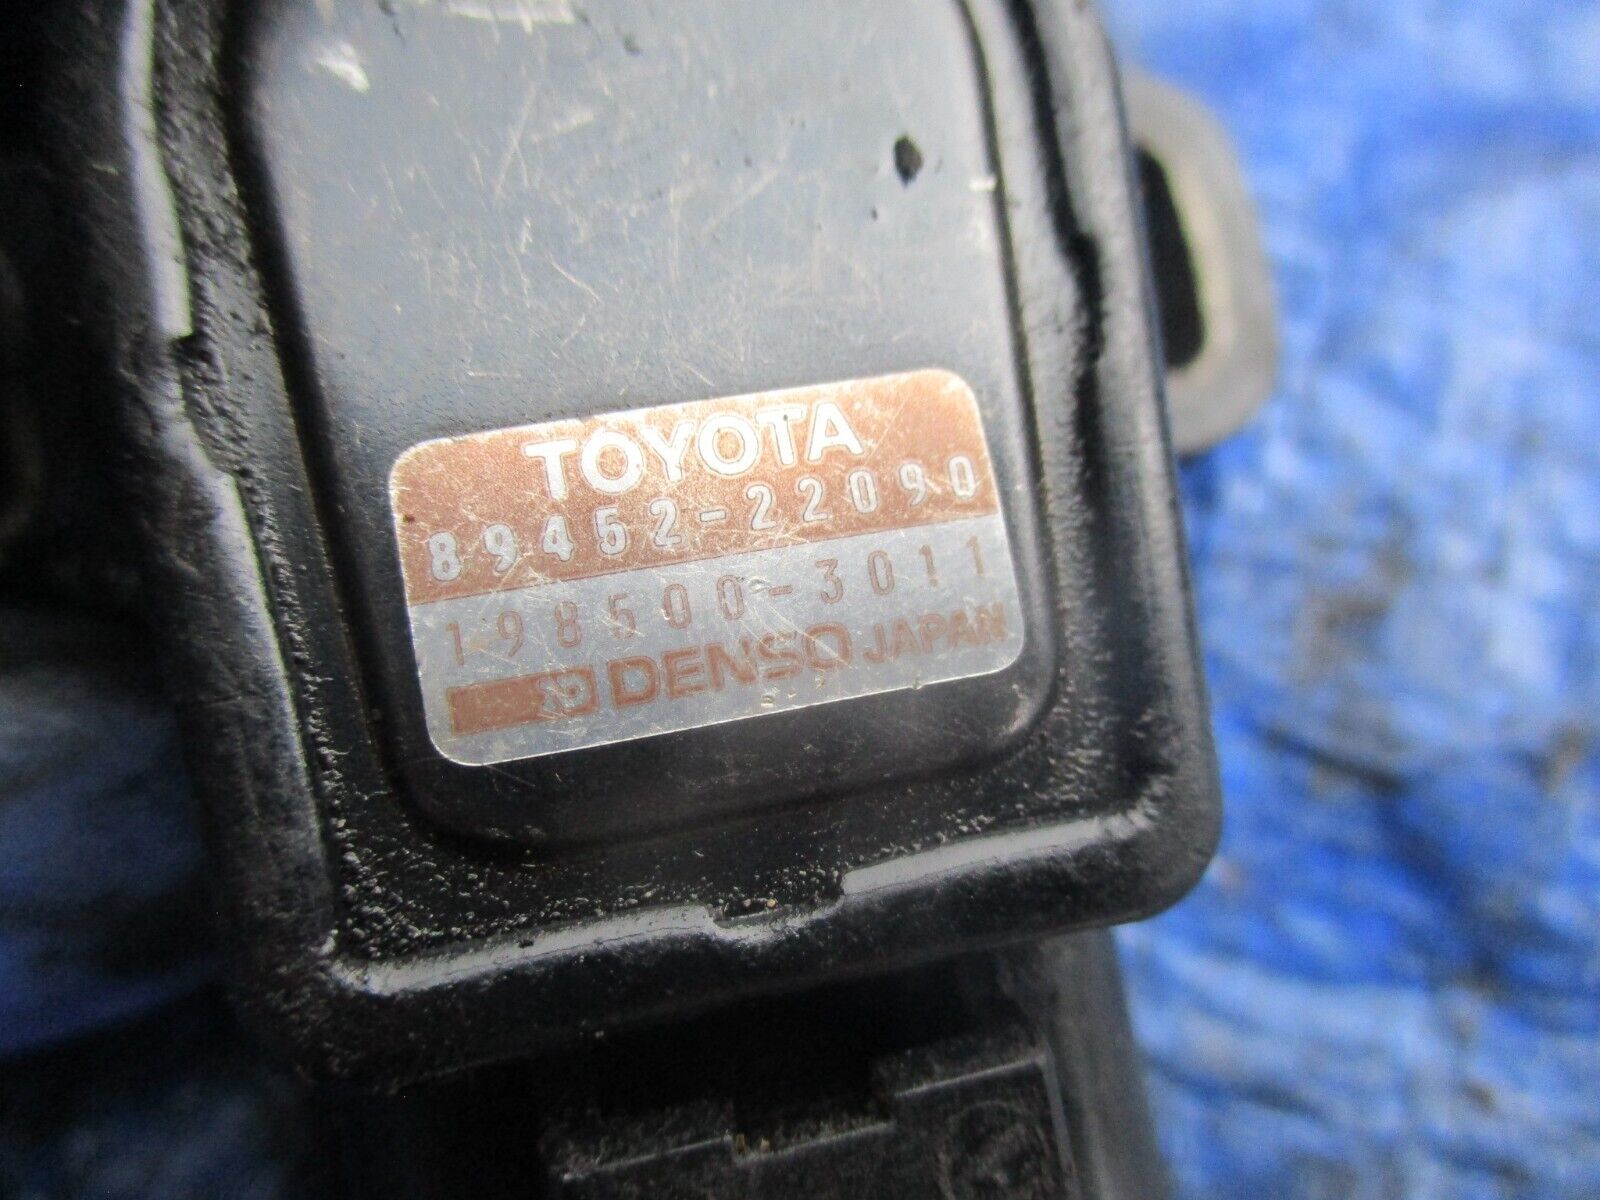 TOYOTA
89452-22090
198500-3011
DENSO JAPAN